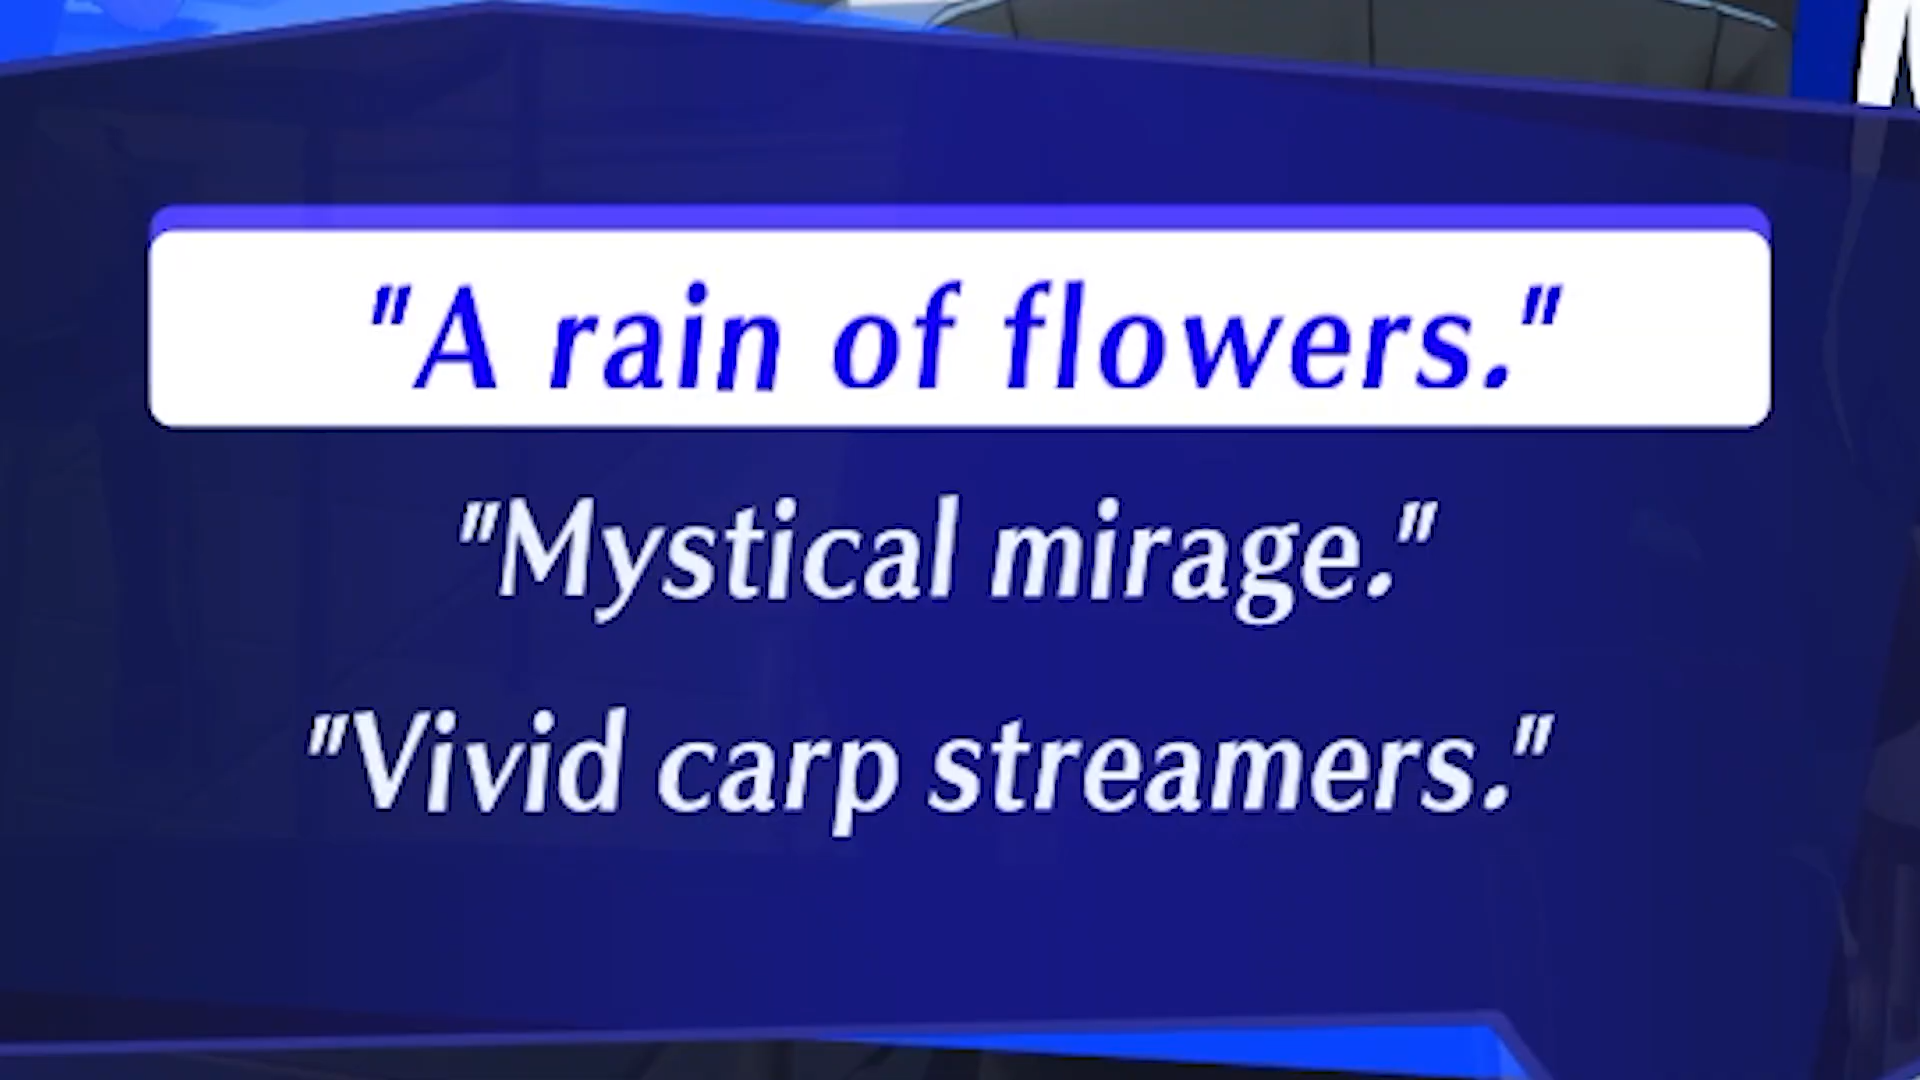 "A rain of flowers."
"Mystical mirage."
"Vivid carp streamers."